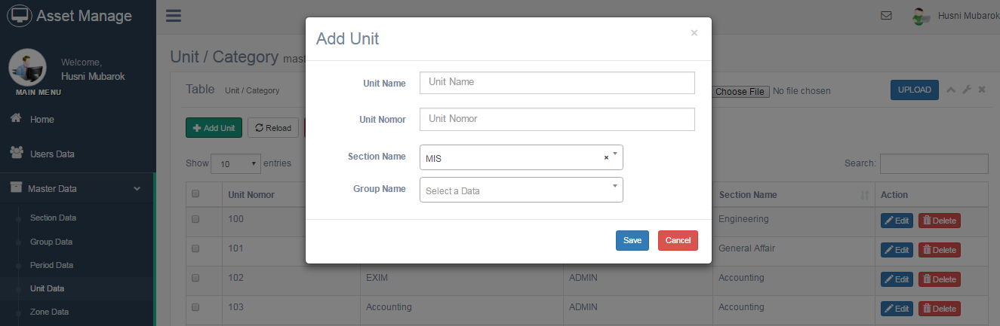 Asset Manage
Husni Mubarok
Welcome,
Husni Mubarok
MAIN MENU
Home
Users Data
Master Data
Section Data
Group Data
Period Data
Unit Data
Zone Data
Unit / Category
Table Unit / Category
Choose File No file chosen
UPLOAD
Add Unit Reload
Show 10 entries
Search:
Unit Nomor Section Name Action
100 Engineering Edit Delete
101 General Affair Edit Delete
102 EXIM ADMIN Accounting Edit Delete
103 Accounting ADMIN Accounting Edit Delete
Add Unit ×
Unit Name Unit Name
Unit Nomor Unit Nomor
Section Name MIS ×
Group Name Select a Data
Save Cancel